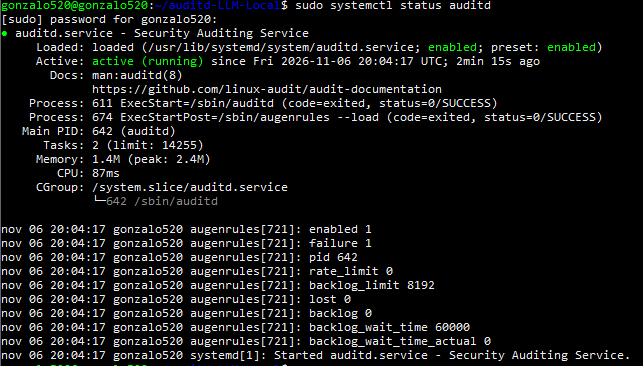 gonzalo520@gonzalo520:~/auditd-LLM-Local$ sudo systemctl status auditd
[sudo] password for gonzalo520:
● auditd.service - Security Auditing Service
Loaded: loaded (/usr/lib/systemd/system/auditd.service; enabled; preset: enabled)
Active: active (running) since Fri 2026-11-06 20:04:17 UTC; 2min 15s ago
Docs: man:auditd(8)
https://github.com/linux-audit/audit-documentation
Process: 611 ExecStart=/sbin/auditd (code=exited, status=0/SUCCESS)
Process: 674 ExecStartPost=/sbin/augenrules --load (code=exited, status=0/SUCCESS)
Main PID: 642 (auditd)
Tasks: 2 (limit: 14255)
Memory: 1.4M (peak: 2.4M)
CPU: 87ms
CGroup: /system.slice/auditd.service
└─642 /sbin/auditd
nov 06 20:04:17 gonzalo520 augenrules[721]: enabled 1
nov 06 20:04:17 gonzalo520 augenrules[721]: failure 1
nov 06 20:04:17 gonzalo520 augenrules[721]: pid 642
nov 06 20:04:17 gonzalo520 augenrules[721]: rate_limit 0
nov 06 20:04:17 gonzalo520 augenrules[721]: backlog_limit 8192
nov 06 20:04:17 gonzalo520 augenrules[721]: lost 0
nov 06 20:04:17 gonzalo520 augenrules[721]: backlog 0
nov 06 20:04:17 gonzalo520 augenrules[721]: backlog_wait_time 60000
nov 06 20:04:17 gonzalo520 augenrules[721]: backlog_wait_time_actual 0
nov 06 20:04:17 gonzalo520 systemd[1]: Started auditd.service - Security Auditing Service.